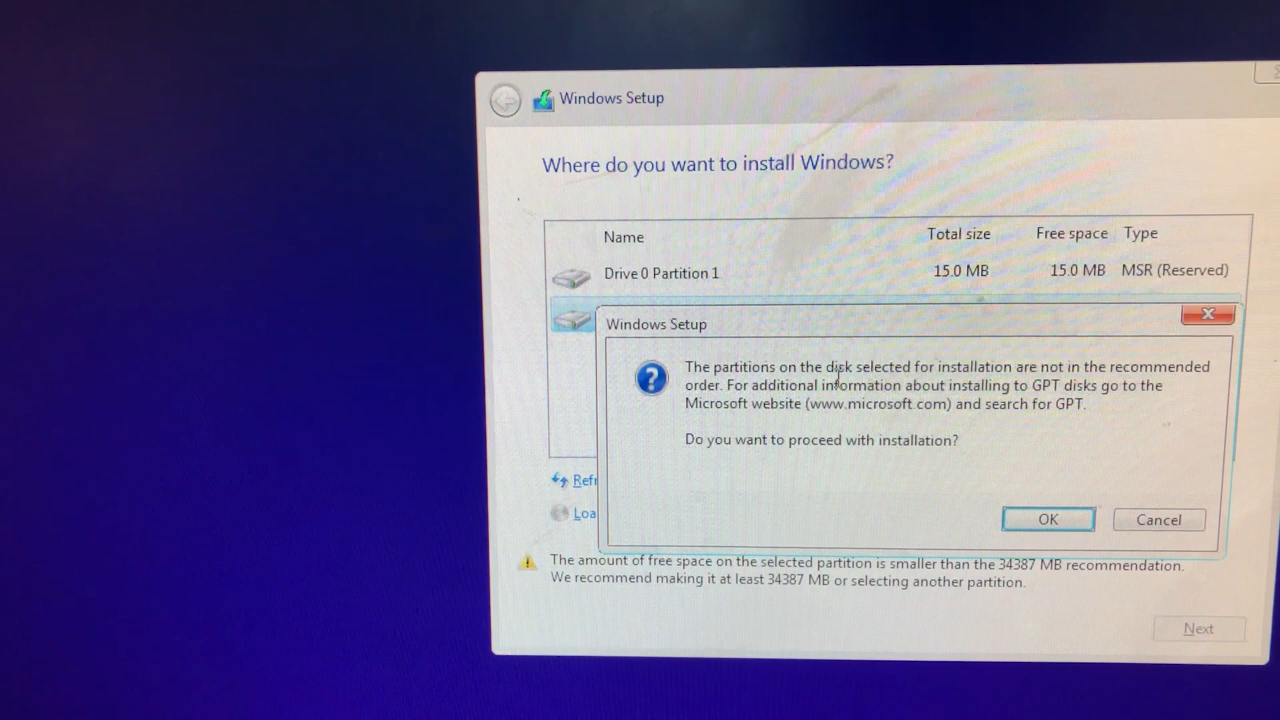 Windows Setup
Where do you want to install Windows?
Name Total size Free space Type
Drive 0 Partition 1 15.0 MB 15.0 MB MSR (Reserved)
Windows Setup
The partitions on the disk selected for installation are not in the recommended
order. For additional information about installing to GPT disks go to the
Microsoft website (www.microsoft.com) and search for GPT.
Do you want to proceed with installation?
Refr
Loa
OK Cancel
The amount of free space on the selected partition is smaller than the 34387 MB recommendation.
We recommend making it at least 34387 MB or selecting another partition.
Next